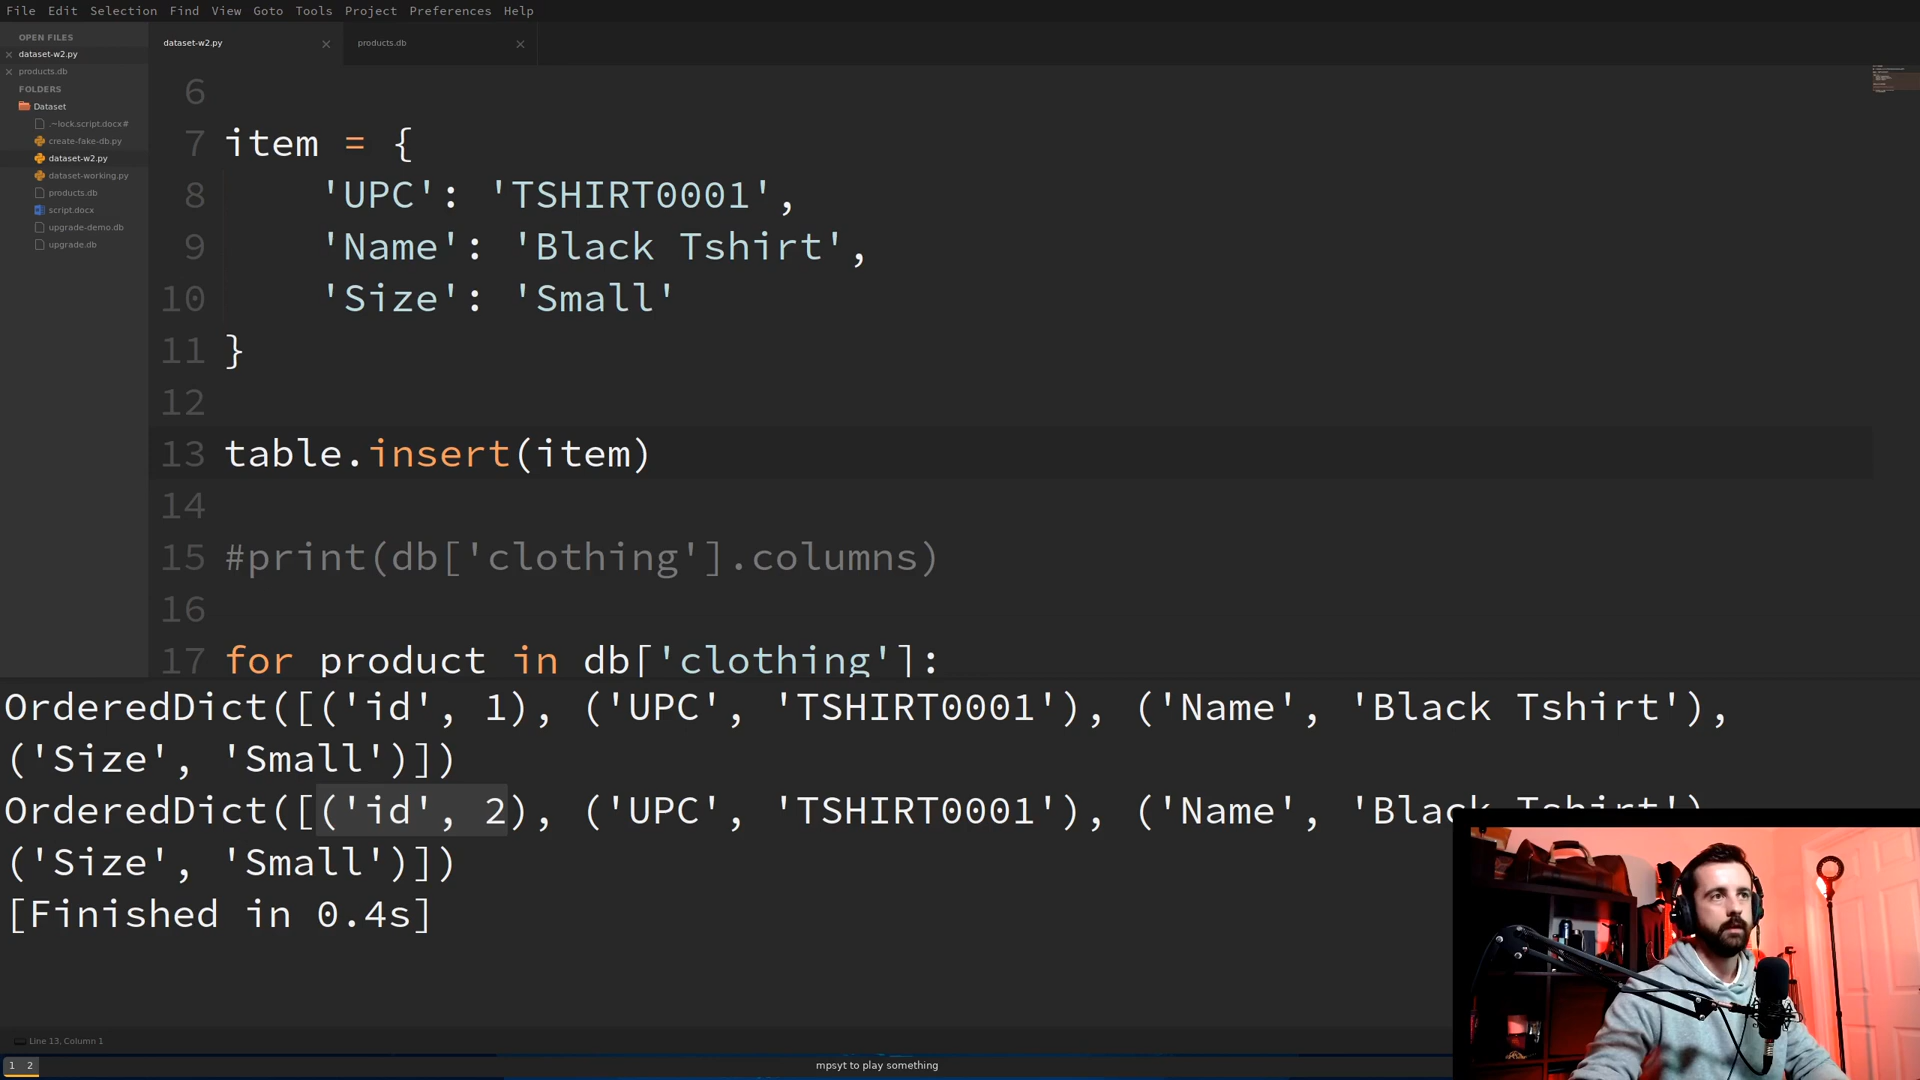 File Edit Selection Find View Goto Tools Project Preferences Help
OPEN FILES
dataset-w2.py
products.db
FOLDERS
Dataset
.~lock.script.docx#
create-fake-db.py
dataset-w2.py
dataset-working.py
products.db
script.docx
upgrade-demo.db
upgrade.db
dataset-w2.py
products.db
6
7 item = {
8 'UPC': 'TSHIRT0001',
9 'Name': 'Black Tshirt',
10 'Size': 'Small'
11 }
12
13 table.insert(item)
14
15 #print(db['clothing'].columns)
16
17 for product in db['clothing']:
OrderedDict([('id', 1), ('UPC', 'TSHIRT0001'), ('Name', 'Black Tshirt'),
('Size', 'Small')])
OrderedDict([('id', 2), ('UPC', 'TSHIRT0001'), ('Name', 'Black Tshirt')
('Size', 'Small')])
[Finished in 0.4s]
Line 13, Column 1
1 2
mpsyt to play something